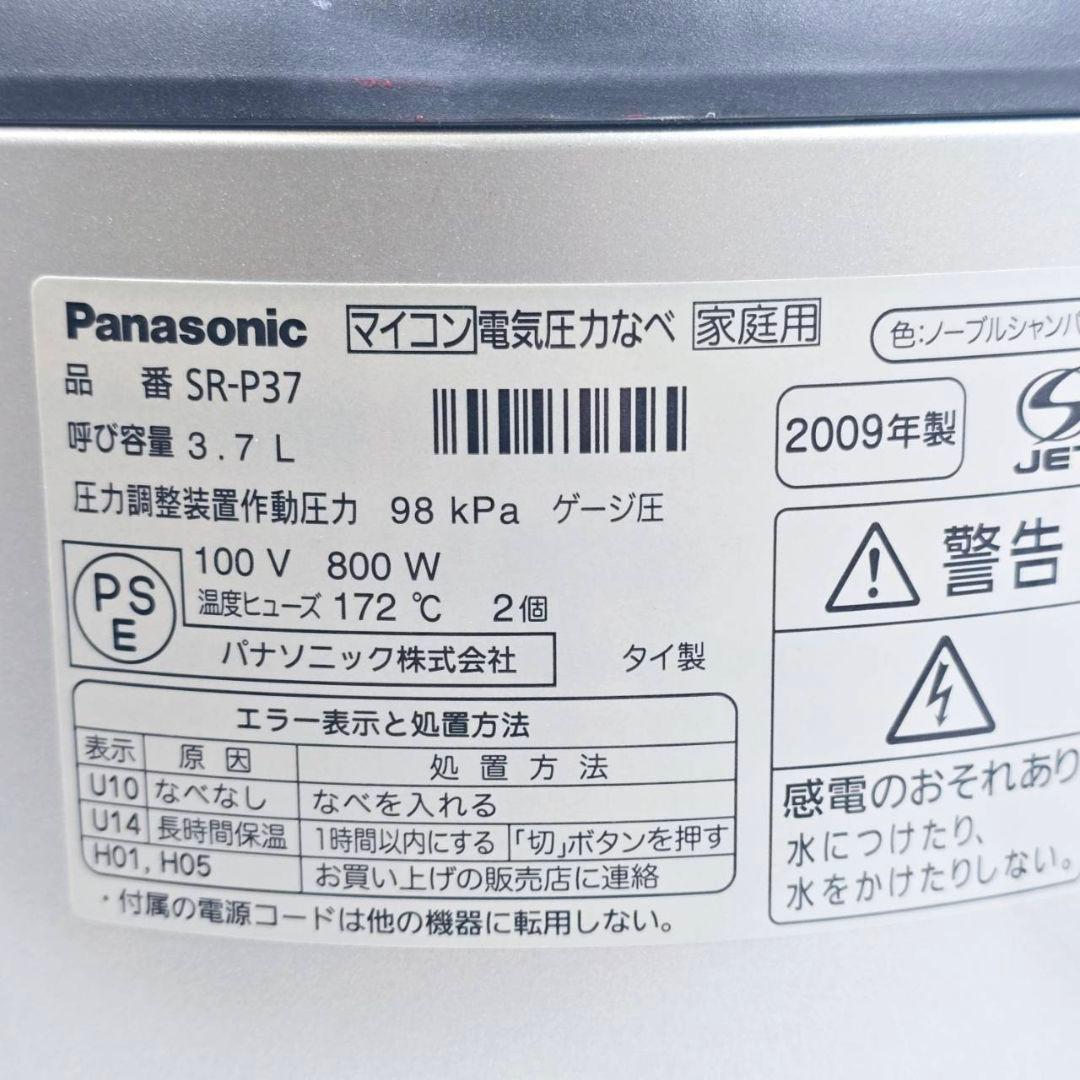 Panasonic マイコン 電気圧力なべ 家庭用
色:ノーブルシャンパ
品 番 SR-P37
呼び容量 3.7 L
2009年製
JET
圧力調整装置作動圧力 98 kPa ゲージ圧
PS
E
100 V 800 W
温度ヒューズ 172 ℃ 2個
パナソニック株式会社 タイ製
エラー表示と処置方法
表示 原因 処置方法
U10 なべなし なべを入れる
U14 長時間保温 1時間以内にする 「切」ボタンを押す
H01, H05 お買い上げの販売店に連絡
・付属の電源コードは他の機器に転用しない。
警告
感電のおそれあり
水につけたり、
水をかけたりしない。